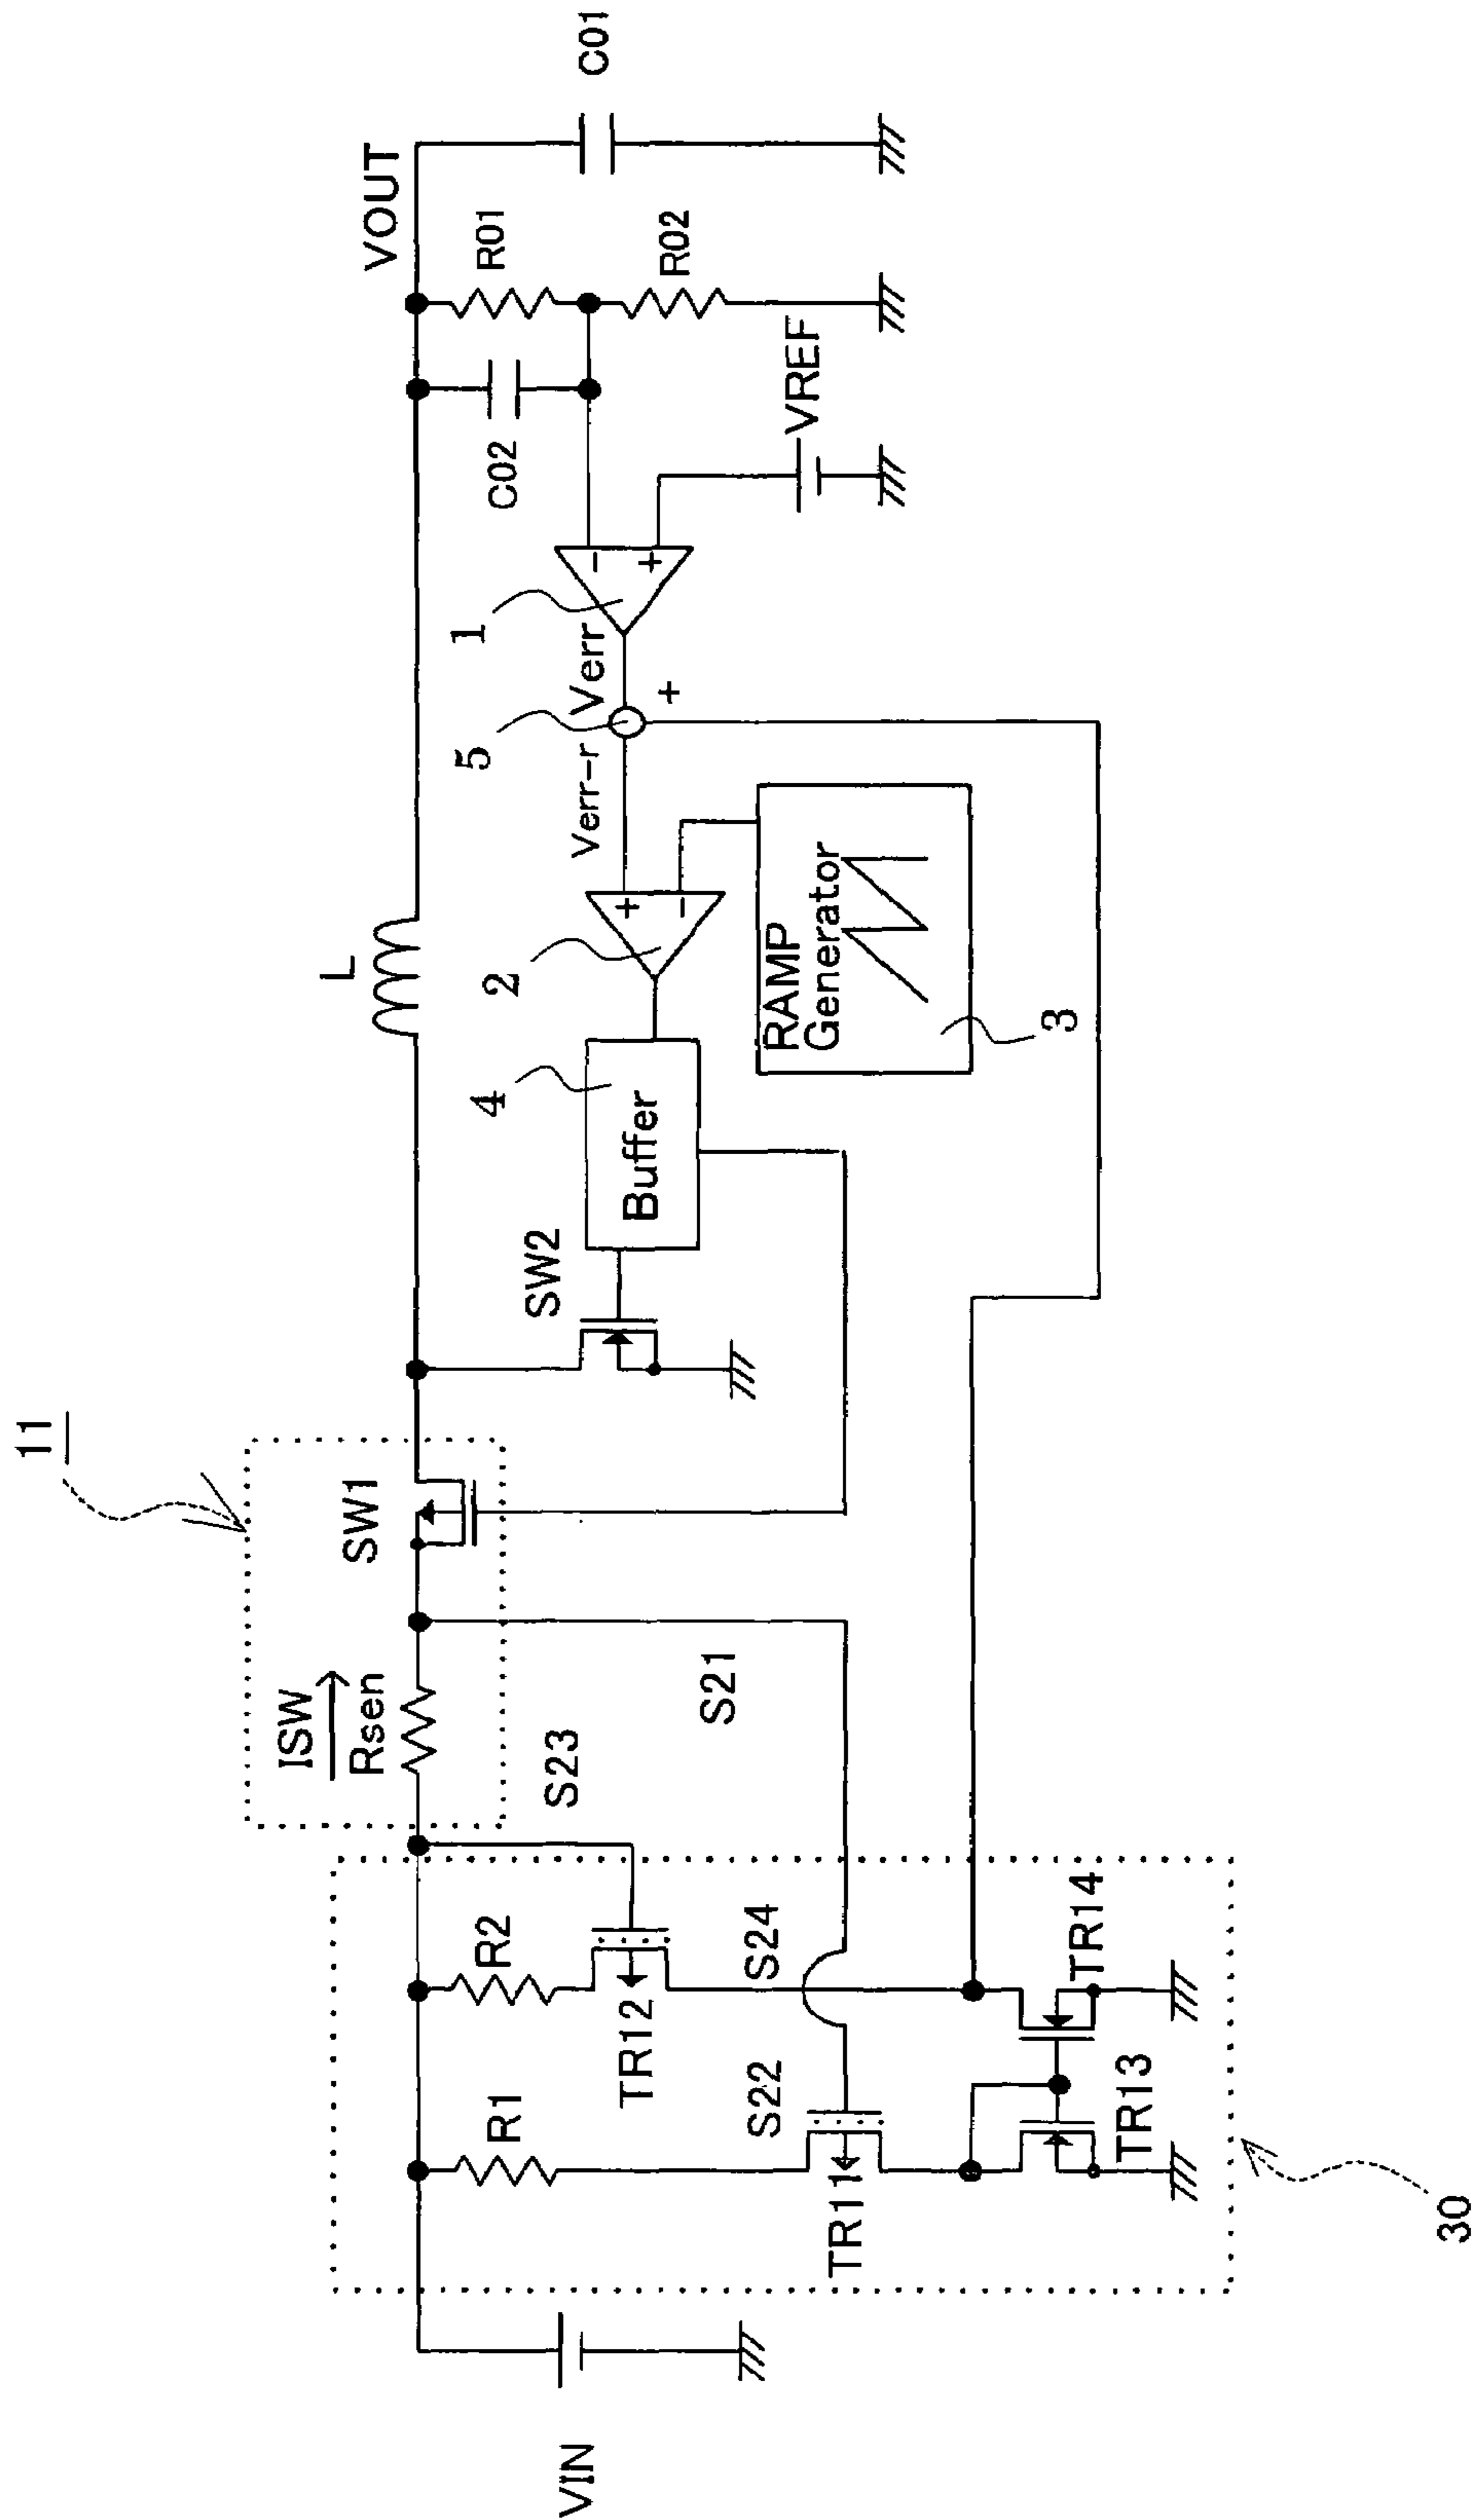 11
ISW
Rsen
SW1
L
VOUT
R1
R2
S23
SW2
4
2
5
1
C02
R01
C01
VIN
TR12
Buffer
Verr-r
Verr
-
+
+
-
+
R02
S22
S24
S21
TR11
RAMP
Generator
VREF
3
TR13
TR14
30